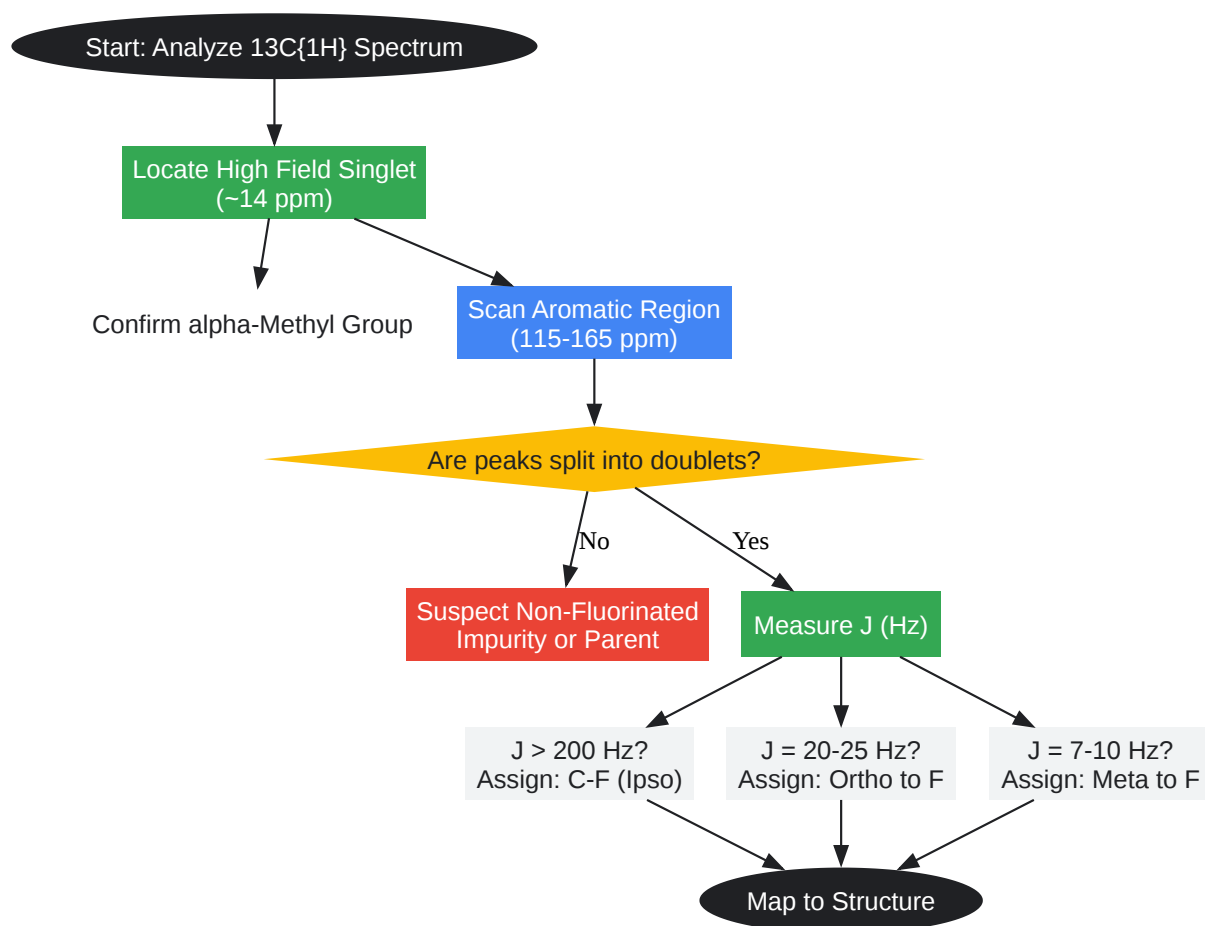 Start: Analyze 13C{1H} Spectrum
Locate High Field Singlet
(~14 ppm)
Confirm alpha-Methyl Group
Scan Aromatic Region
(115-165 ppm)
Are peaks split into doublets?
No
Yes
Suspect Non-Fluorinated
Impurity or Parent
Measure J (Hz)
J > 200 Hz?
Assign: C-F (Ipso)
J = 20-25 Hz?
Assign: Ortho to F
J = 7-10 Hz?
Assign: Meta to F
Map to Structure